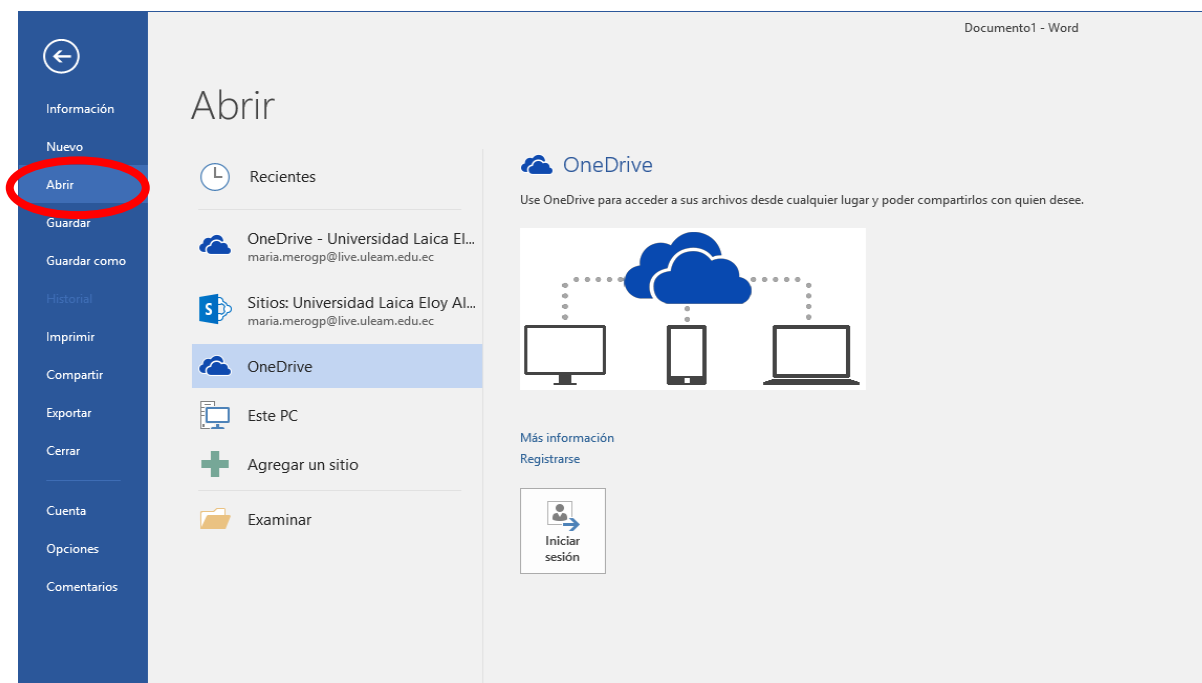 Documento1 - Word
Información
Nuevo
Abrir
Guardar
Guardar como
Historial
Imprimir
Compartir
Exportar
Cerrar
Cuenta
Opciones
Comentarios
Abrir
Recientes
OneDrive - Universidad Laica El...
maria.merogp@live.uleam.edu.ec
Sitios: Universidad Laica Eloy Al...
maria.merogp@live.uleam.edu.ec
OneDrive
Este PC
Agregar un sitio
Examinar
OneDrive
Use OneDrive para acceder a sus archivos desde cualquier lugar y poder compartirlos con quien desee.
Más información
Registrarse
Iniciar
sesión